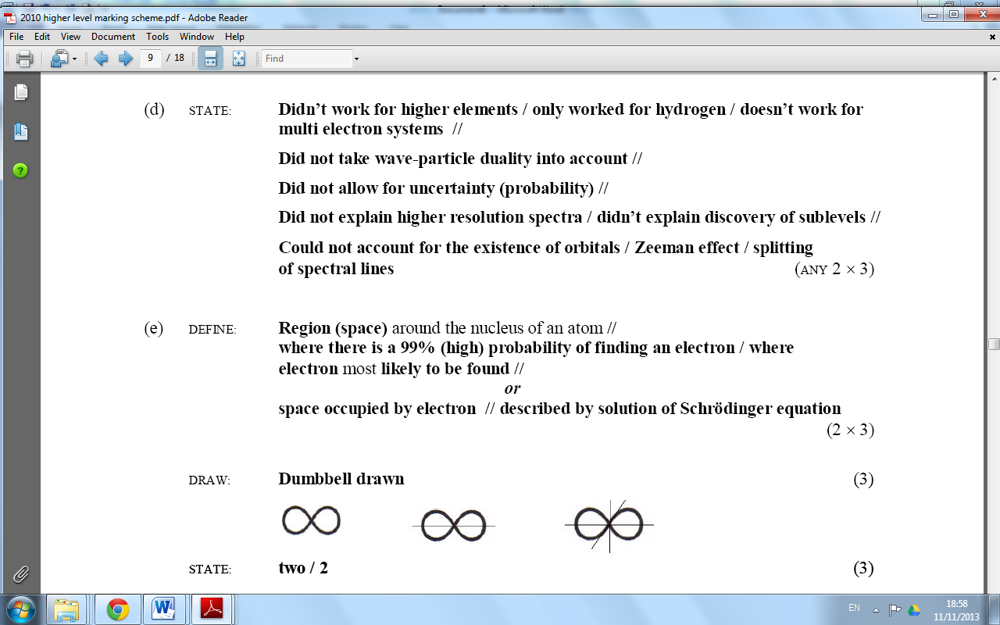 2010 higher level marking scheme.pdf - Adobe Reader
File Edit View Document Tools Window Help
9 / 18 Find
(d) STATE: Didn't work for higher elements / only worked for hydrogen / doesn't work for
multi electron systems //
Did not take wave-particle duality into account //
Did not allow for uncertainty (probability) //
Did not explain higher resolution spectra / didn't explain discovery of sublevels //
Could not account for the existence of orbitals / Zeeman effect / splitting
of spectral lines (ANY 2 × 3)
(e) DEFINE: Region (space) around the nucleus of an atom //
where there is a 99% (high) probability of finding an electron / where
electron most likely to be found //
or
space occupied by electron // described by solution of Schrödinger equation
(2 × 3)
DRAW: Dumbbell drawn (3)
STATE: two / 2 (3)
EN 18:58
11/11/2013